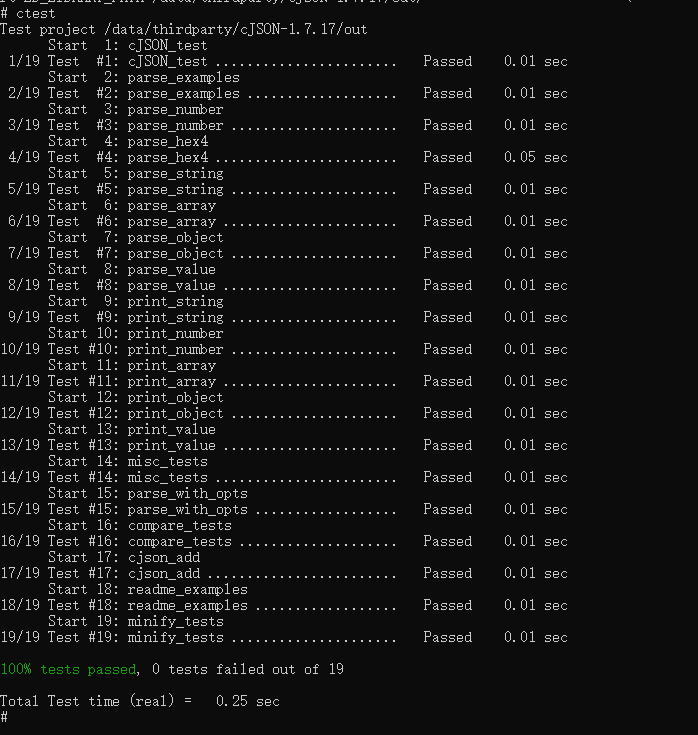 # ctest
Test project /data/thirdparty/cJSON-1.7.17/out
      Start  1: cJSON_test
 1/19 Test  #1: cJSON_test .......................   Passed    0.01 sec
      Start  2: parse_examples
 2/19 Test  #2: parse_examples ...................   Passed    0.01 sec
      Start  3: parse_number
 3/19 Test  #3: parse_number .....................   Passed    0.01 sec
      Start  4: parse_hex4
 4/19 Test  #4: parse_hex4 .......................   Passed    0.05 sec
      Start  5: parse_string
 5/19 Test  #5: parse_string .....................   Passed    0.01 sec
      Start  6: parse_array
 6/19 Test  #6: parse_array ......................   Passed    0.01 sec
      Start  7: parse_object
 7/19 Test  #7: parse_object .....................   Passed    0.01 sec
      Start  8: parse_value
 8/19 Test  #8: parse_value ......................   Passed    0.01 sec
      Start  9: print_string
 9/19 Test  #9: print_string .....................   Passed    0.01 sec
      Start 10: print_number
10/19 Test #10: print_number .....................   Passed    0.01 sec
      Start 11: print_array
11/19 Test #11: print_array ......................   Passed    0.01 sec
      Start 12: print_object
12/19 Test #12: print_object .....................   Passed    0.01 sec
      Start 13: print_value
13/19 Test #13: print_value ......................   Passed    0.01 sec
      Start 14: misc_tests
14/19 Test #14: misc_tests .......................   Passed    0.01 sec
      Start 15: parse_with_opts
15/19 Test #15: parse_with_opts ..................   Passed    0.01 sec
      Start 16: compare_tests
16/19 Test #16: compare_tests ....................   Passed    0.01 sec
      Start 17: cjson_add
17/19 Test #17: cjson_add ........................   Passed    0.01 sec
      Start 18: readme_examples
18/19 Test #18: readme_examples ..................   Passed    0.01 sec
      Start 19: minify_tests
19/19 Test #19: minify_tests .....................   Passed    0.01 sec
100% tests passed, 0 tests failed out of 19
Total Test time (real) =   0.25 sec
#